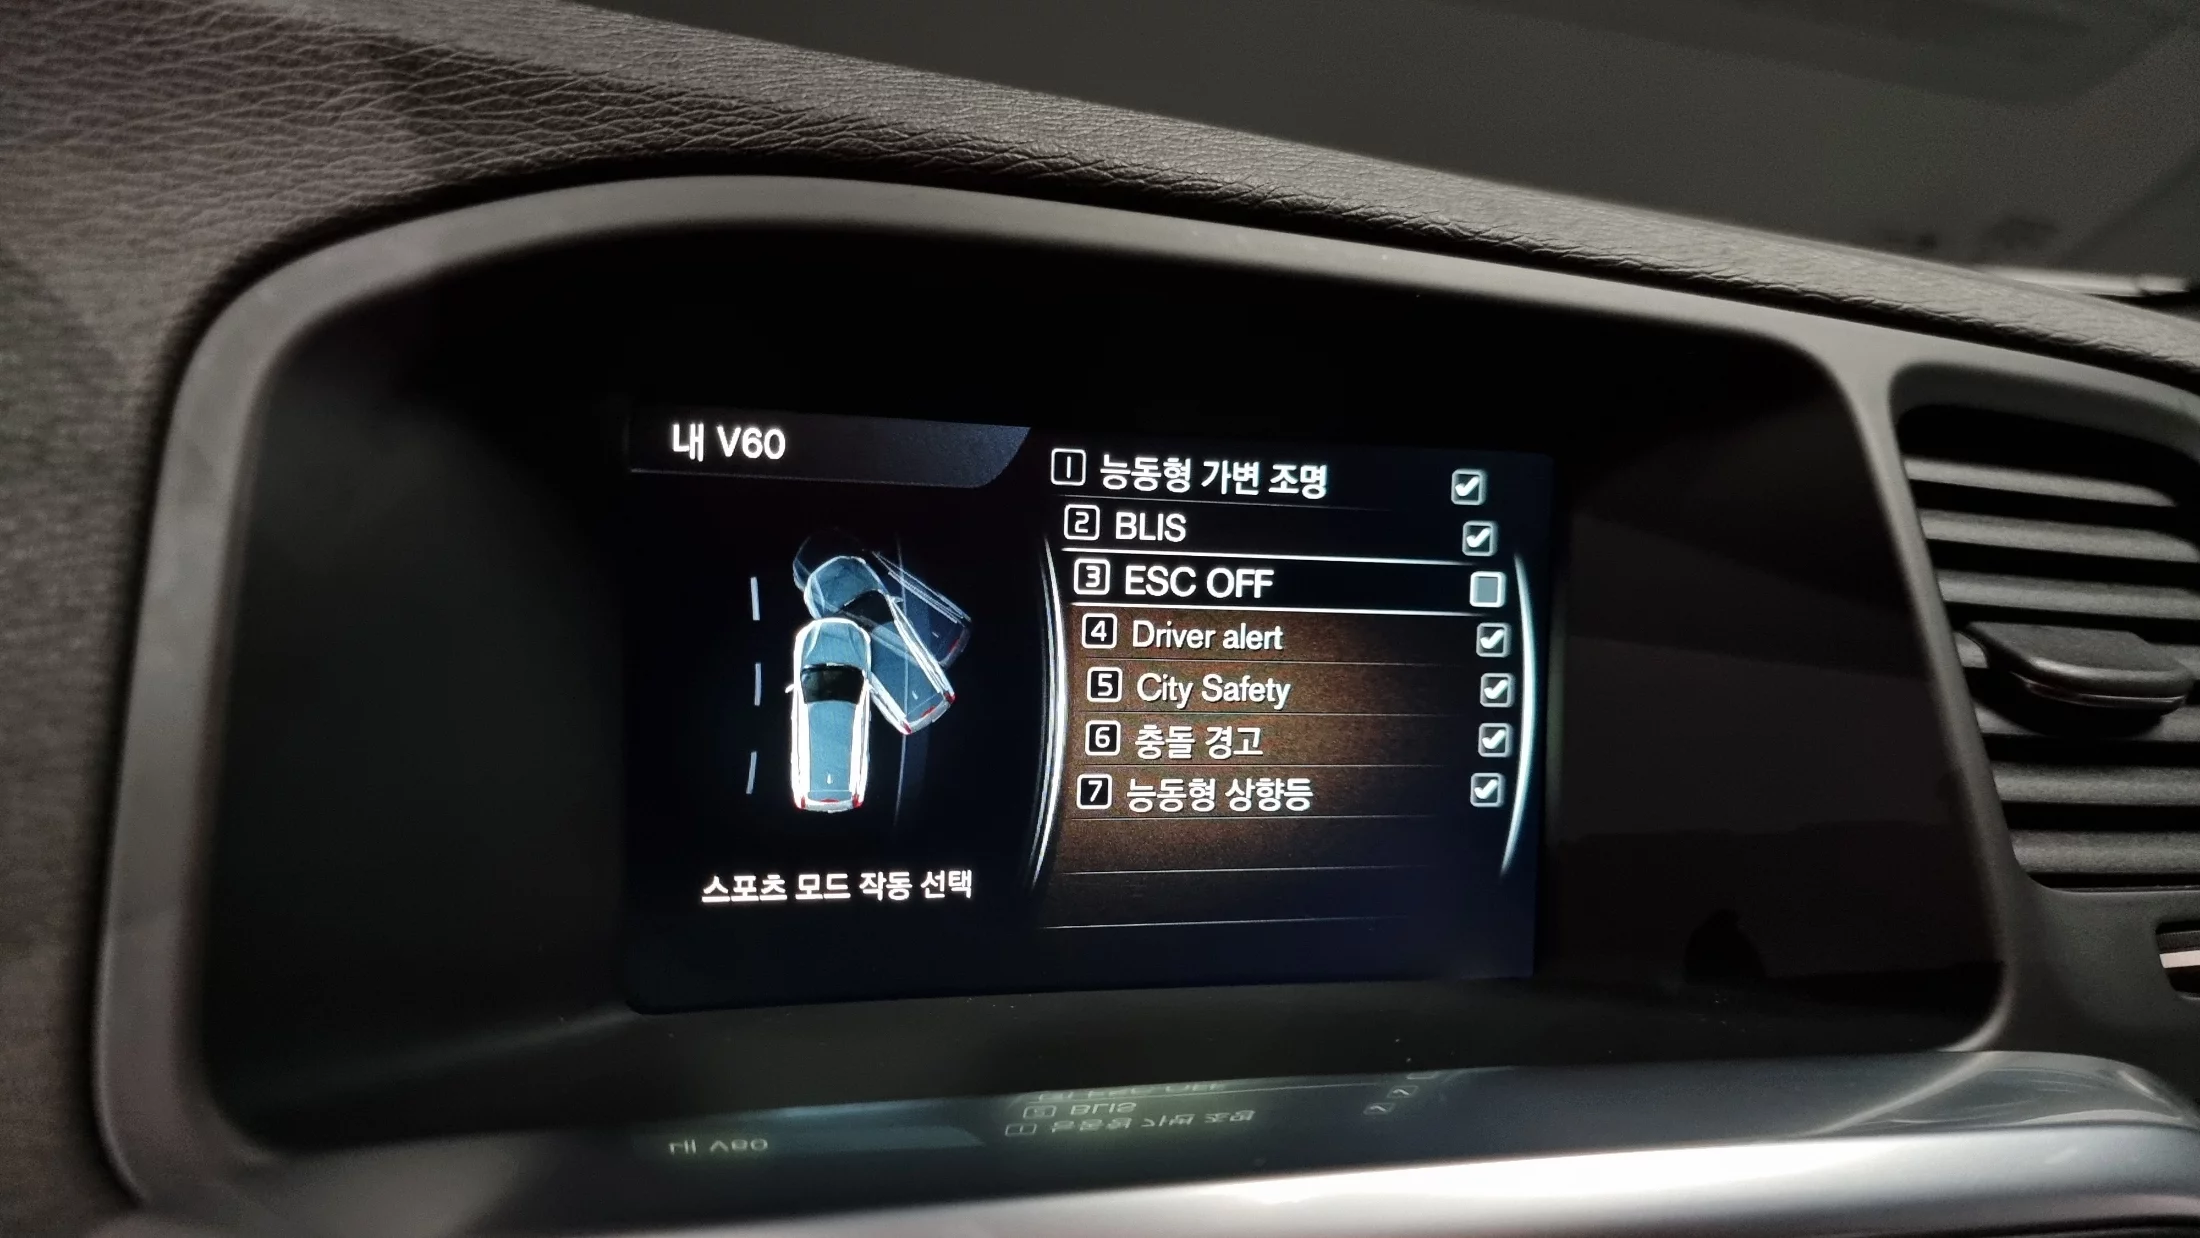 내 V60
1 능동형 가변 조명
2 BLIS
3 ESC OFF
4 Driver alert
5 City Safety
6 충돌 경고
7 능동형 상향등
스포츠 모드 작동 선택